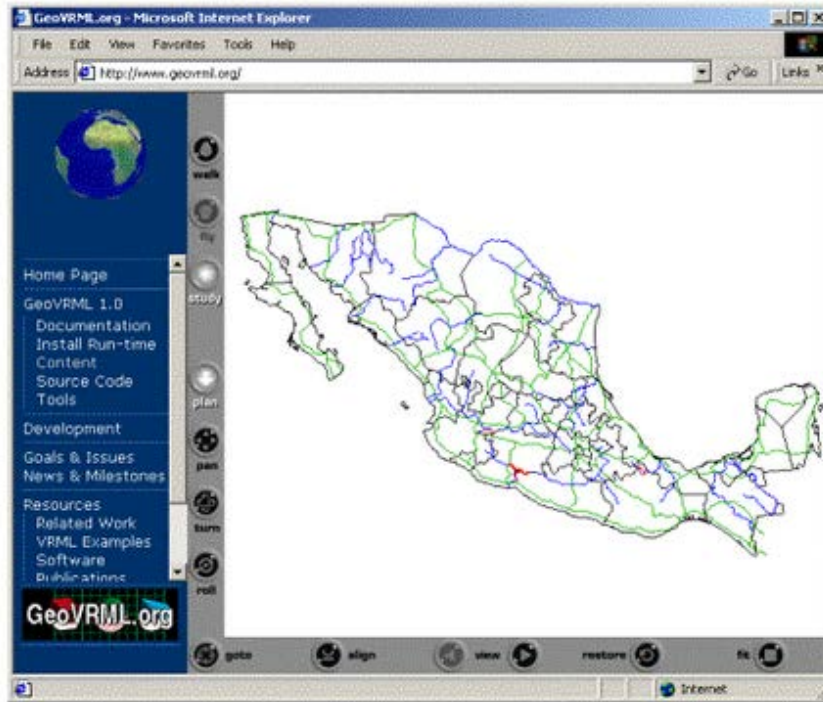 GeoVRML.org - Microsoft Internet Explorer
File Edit View Favorites Tools Help
Address http://www.geovrml.org/ Go Links »
walk
fly
study
plan
pan
turn
roll
Home Page
GeoVRML 1.0
Documentation
Install Run-time
Content
Source Code
Tools
Development
Goals & Issues
News & Milestones
Resources
Related Work
VRML Examples
Software
Publications
GeoVRML.org
goto align view restore fit
Internet